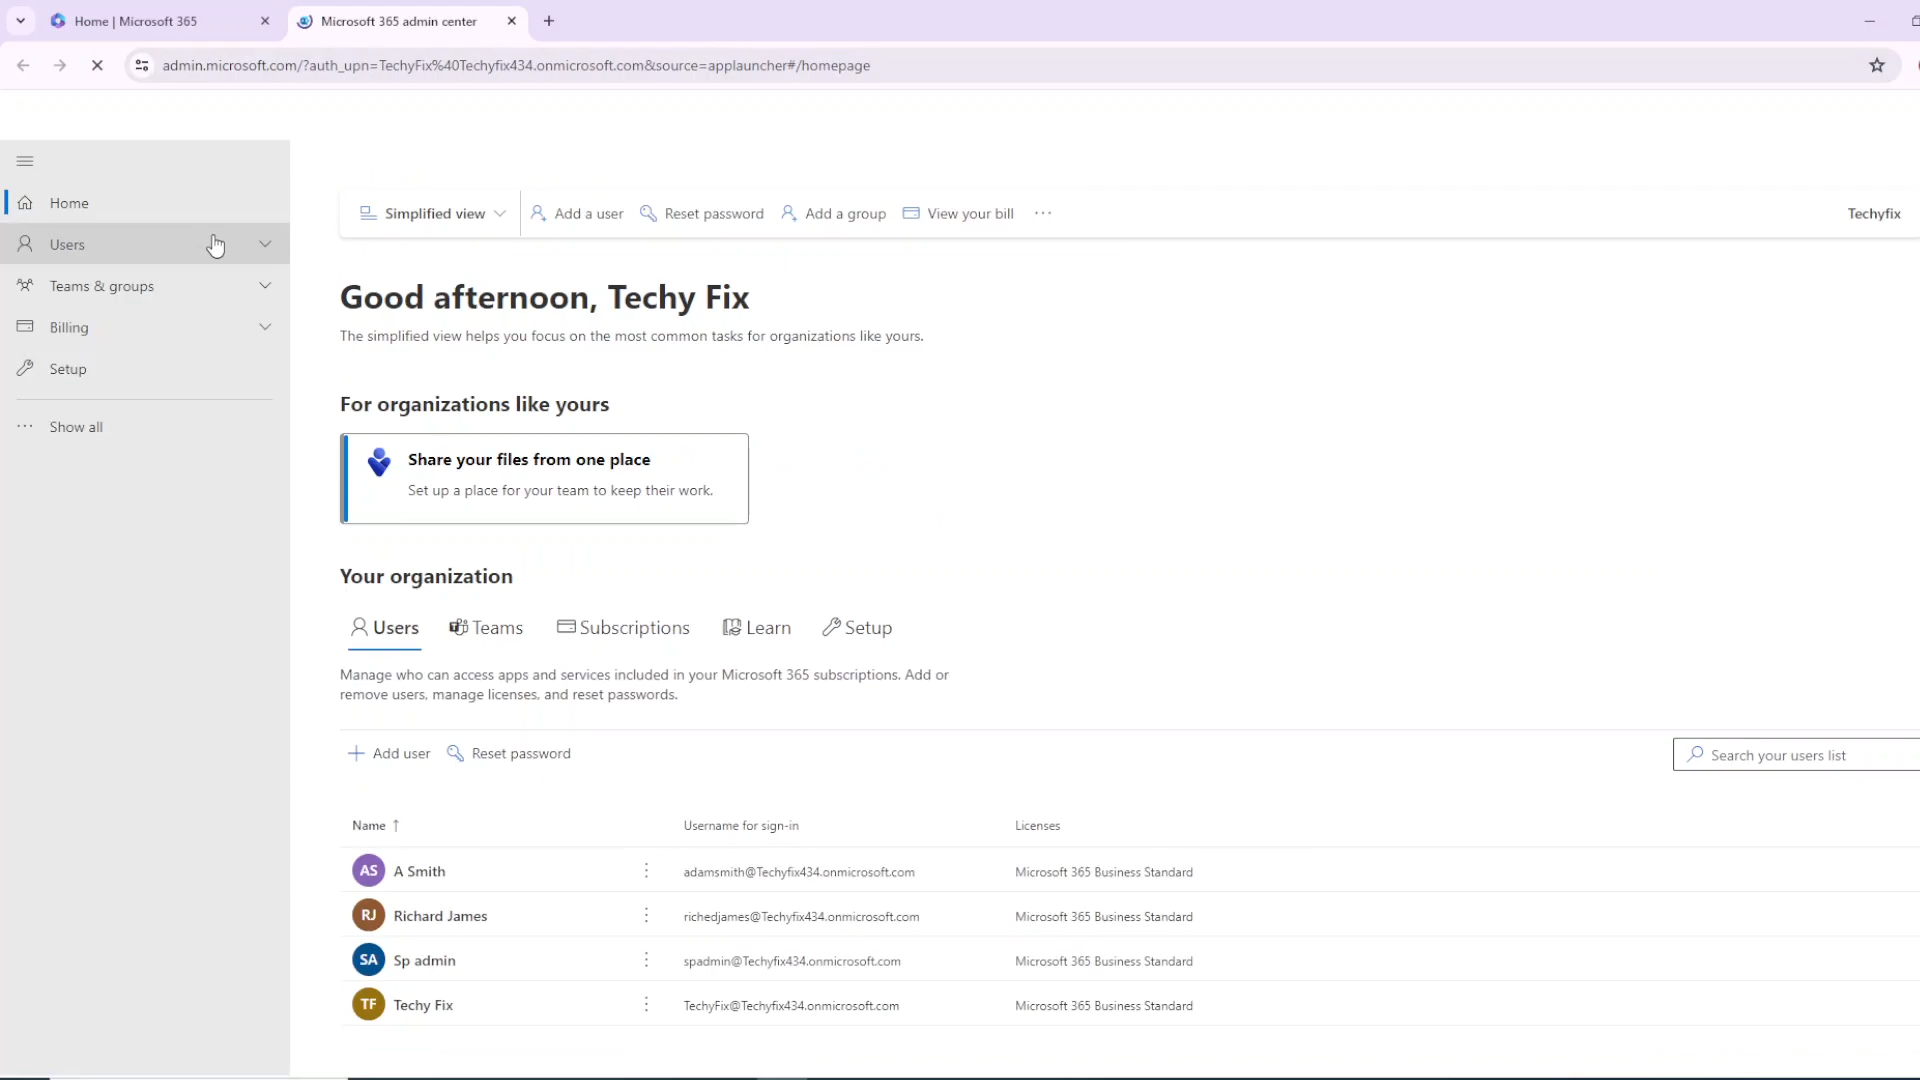 Home | Microsoft 365
Microsoft 365 admin center
admin.microsoft.com/?auth_upn=TechyFix%40Techyfix434.onmicrosoft.com&source=applauncher#/homepage
Home
Users
Teams & groups
Billing
Setup
Show all
Simplified view
Add a user
Reset password
Add a group
View your bill
Techyfix
Good afternoon, Techy Fix
The simplified view helps you focus on the most common tasks for organizations like yours.
For organizations like yours
Share your files from one place
Set up a place for your team to keep their work.
Your organization
Users
Teams
Subscriptions
Learn
Setup
Manage who can access apps and services included in your Microsoft 365 subscriptions. Add or
remove users, manage licenses, and reset passwords.
Add user
Reset password
Search your users list
Name ↑
Username for sign-in
Licenses
AS A Smith adamsmith@Techyfix434.onmicrosoft.com Microsoft 365 Business Standard
RJ Richard James richedjames@Techyfix434.onmicrosoft.com Microsoft 365 Business Standard
SA Sp admin spadmin@Techyfix434.onmicrosoft.com Microsoft 365 Business Standard
TF Techy Fix TechyFix@Techyfix434.onmicrosoft.com Microsoft 365 Business Standard